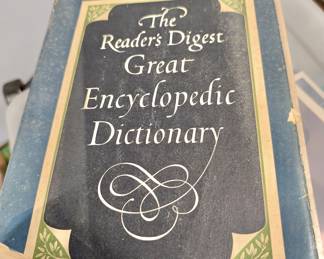 The
Reader's Digest
Great
Encyclopedic
Dictionary